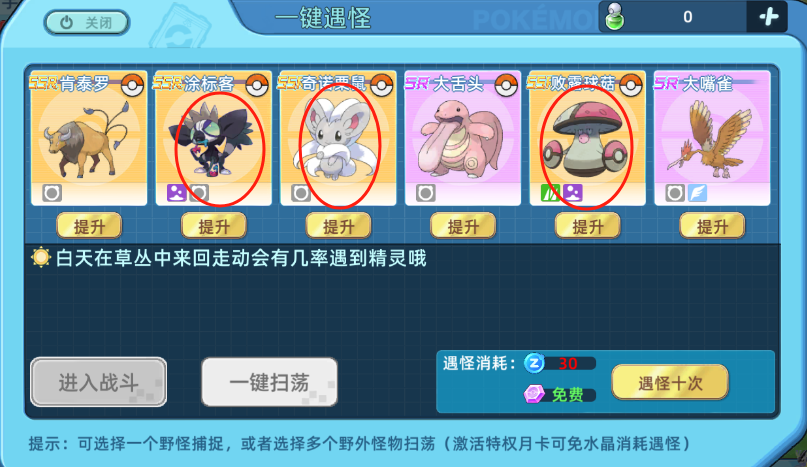 关闭
一键遇怪
POKÉMO
0
SSR 肯泰罗
SSR 涂标客
SSR 奇诺栗鼠
SR 大舌头
SSR 败露球菇
SR 大嘴雀
提升
提升
提升
提升
提升
提升
白天在草丛中来回走动会有几率遇到精灵哦
进入战斗
一键扫荡
遇怪消耗：
Z
30
免费
遇怪十次
提示：可选择一个野怪捕捉，或者选择多个野外怪物扫荡（激活特权月卡可免水晶消耗遇怪）